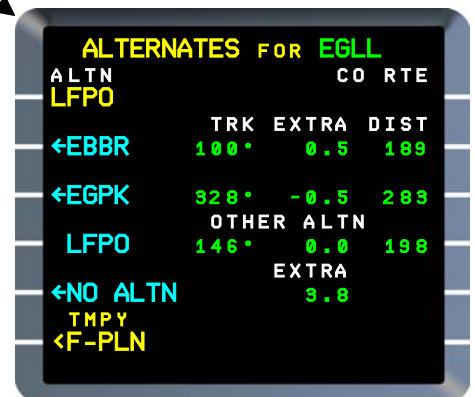 ALTERNATES FOR EGLL
ALTN CO RTE
LFPO
TRK EXTRA DIST
←EBBR 100° 0.5 189
←EGPK 328° -0.5 283
OTHER ALTN
LFPO 146° 0.0 198
EXTRA
←NO ALTN 3.8
TMPY
<F-PLN